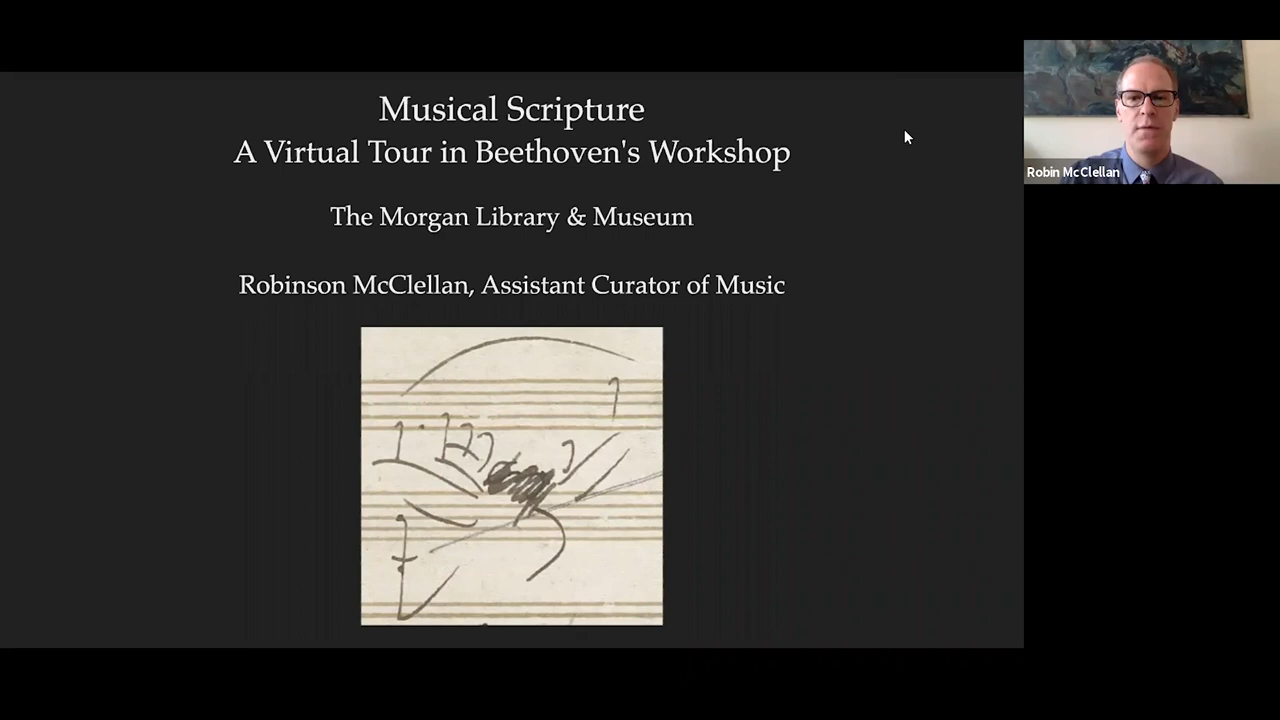 Musical Scripture
A Virtual Tour in Beethoven's Workshop
The Morgan Library & Museum
Robinson McClellan, Assistant Curator of Music
Robin McClellan